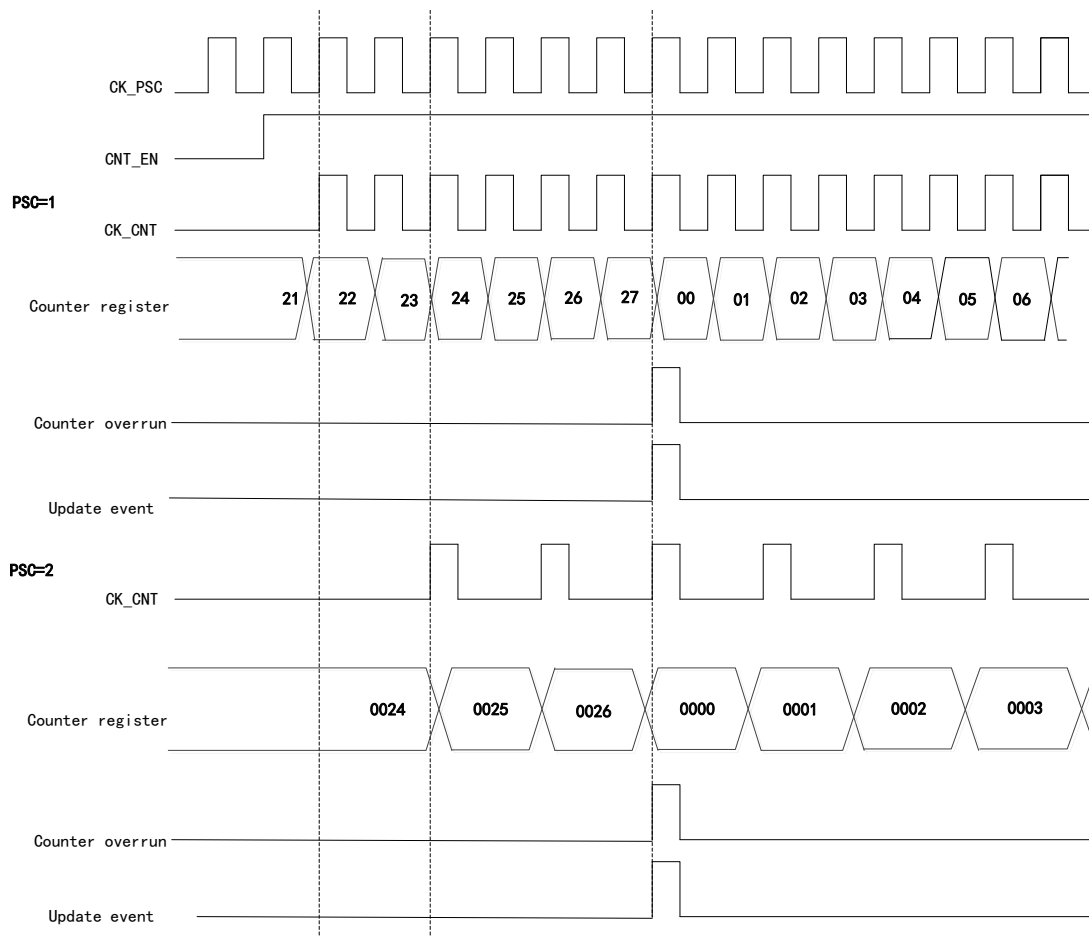 CK_PSC
CNT_EN
PSC=1
CK_CNT
Counter register 21 22 23 24 25 26 27 00 01 02 03 04 05 06
Counter overrun
Update event
PSC=2
CK_CNT
Counter register 0024 0025 0026 0000 0001 0002 0003
Counter overrun
Update event